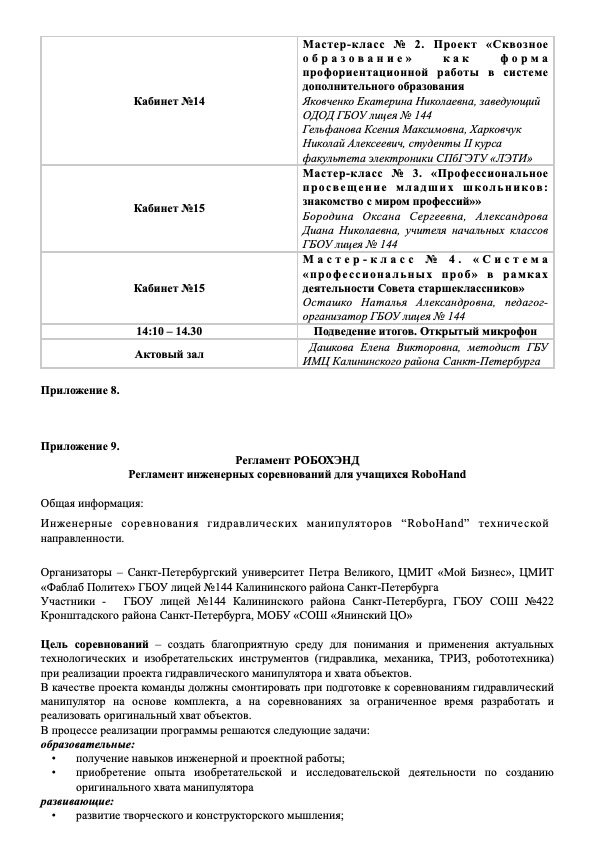 Мастер-класс № 2. Проект «Сквозное
образование» как форма
профориентационной работы в системе
дополнительного образования
Кабинет №14
Яковченко Екатерина Николаевна, заведующий
ОДОД ГБОУ лицея № 144
Гельфанова Ксения Максимовна, Харковчук
Николай Алексеевич, студенты II курса
факультета электроники СПбГЭТУ «ЛЭТИ»
Мастер-класс № 3. «Профессиональное
просвещение младших школьников:
знакомство с миром профессий»»
Кабинет №15
Бородина Оксана Сергеевна, Александрова
Диана Николаевна, учителя начальных классов
ГБОУ лицея № 144
Мастер-класс № 4. «Система
«профессиональных проб» в рамках
деятельности Совета старшеклассников»
Кабинет №15
Осташко Наталья Александровна, педагог-
организатор ГБОУ лицея № 144
14:10 – 14.30 Подведение итогов. Открытый микрофон
Актовый зал
Дашкова Елена Викторовна, методист ГБУ
ИМЦ Калининского района Санкт-Петербурга
Приложение 8.
Приложение 9.
Регламент РОБОХЭНД
Регламент инженерных соревнований для учащихся RoboHand
Общая информация:
Инженерные соревнования гидравлических манипуляторов “RoboHand” технической
направленности.
Организаторы – Санкт-Петербургский университет Петра Великого, ЦМИТ «Мой Бизнес», ЦМИТ
«Фаблаб Политех» ГБОУ лицей №144 Калининского района Санкт-Петербурга
Участники - ГБОУ лицей №144 Калининского района Санкт-Петербурга, ГБОУ СОШ №422
Кронштадского района Санкт-Петербурга, МОБУ «СОШ «Янинский ЦО»
Цель соревнований – создать благоприятную среду для понимания и применения актуальных
технологических и изобретательских инструментов (гидравлика, механика, ТРИЗ, робототехника)
при реализации проекта гидравлического манипулятора и хвата объектов.
В качестве проекта команды должны смонтировать при подготовке к соревнованиям гидравлический
манипулятор на основе комплекта, а на соревнованиях за ограниченное время разработать и
реализовать оригинальный хват объектов.
В процессе реализации программы решаются следующие задачи:
образовательные:
• получение навыков инженерной и проектной работы;
• приобретение опыта изобретательской и исследовательской деятельности по созданию
оригинального хвата манипулятора
развивающие:
• развитие творческого и конструкторского мышления;